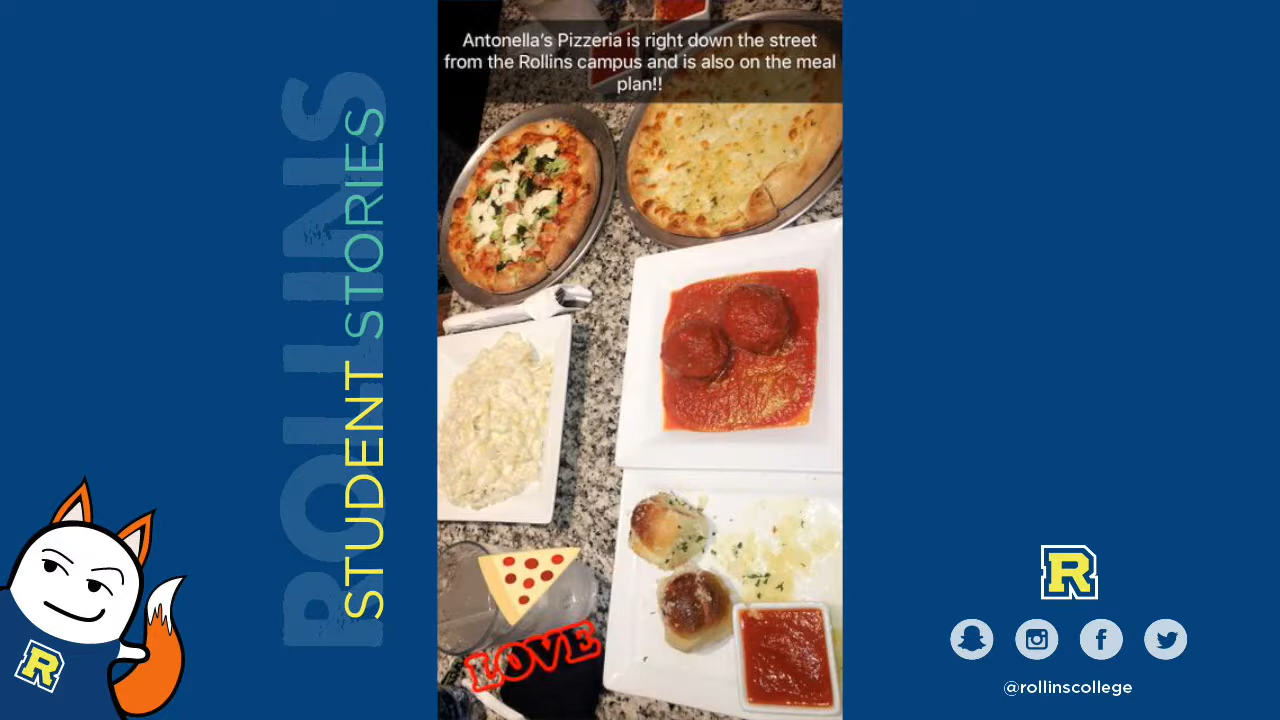 Antonella's Pizzeria is right down the street
from the Rollins campus and is also on the meal
plan!!
ROLLINS
STUDENT STORIES
LOVE
R
R
@rollinscollege